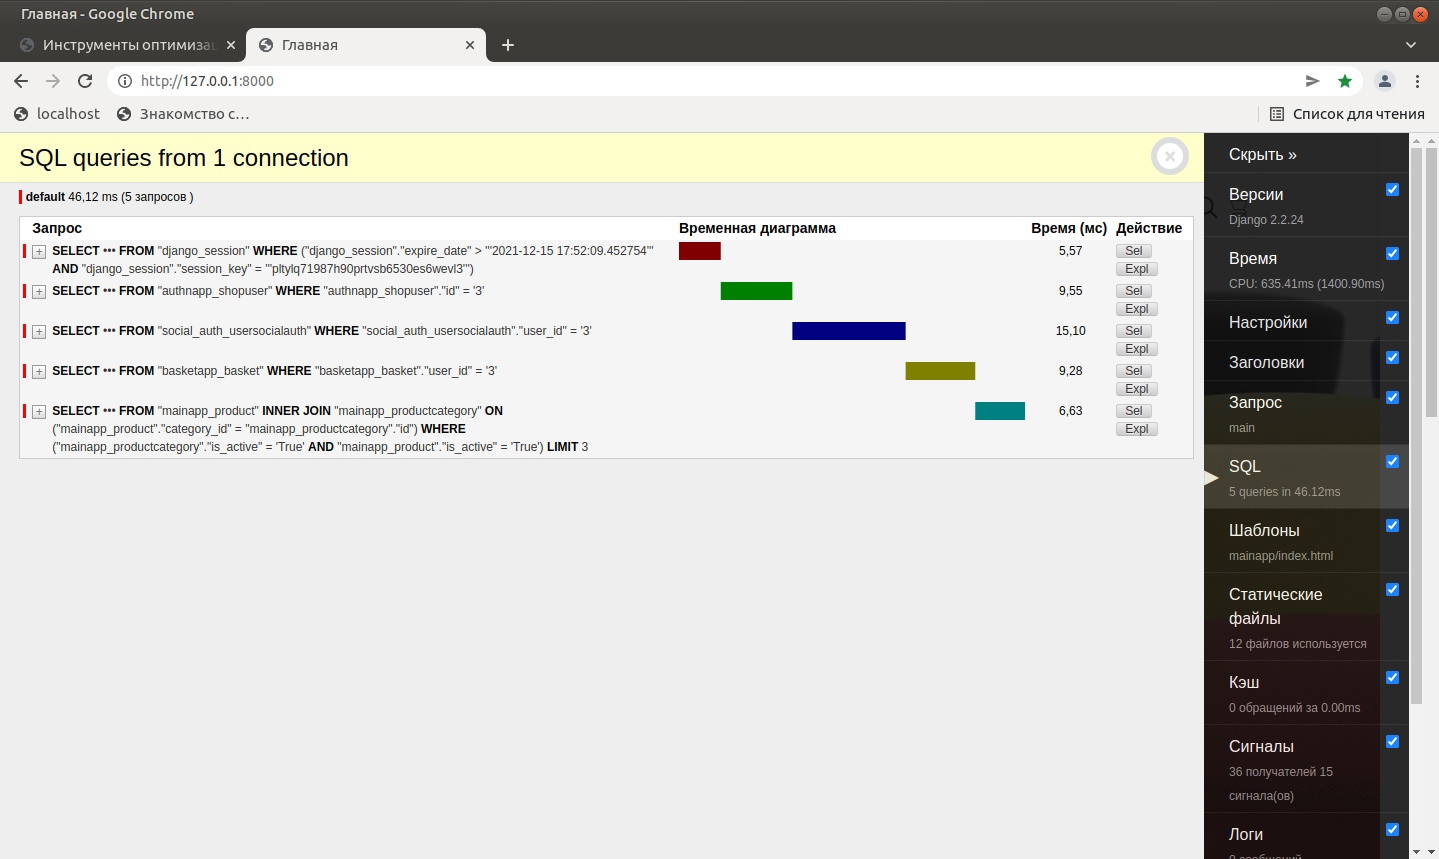 Главная - Google Chrome
Инструменты оптимиза
Главная
http://127.0.0.1:8000
localhost
Знакомство с…
Список для чтения
SQL queries from 1 connection
default 46,12 ms (5 запросов )
Запрос Временная диаграмма Время (мс) Действие
SELECT ••• FROM "django_session" WHERE ("django_session"."expire_date" > '"'2021-12-15 17:52:09.452754'"' 5,57 Sel
AND "django_session"."session_key" = '"'pltylq71987h90prtvsb6530es6wevl3'"') Expl
SELECT ••• FROM "authnapp_shopuser" WHERE "authnapp_shopuser"."id" = '3' 9,55 Sel
Expl
SELECT ••• FROM "social_auth_usersocialauth" WHERE "social_auth_usersocialauth"."user_id" = '3' 15,10 Sel
Expl
SELECT ••• FROM "basketapp_basket" WHERE "basketapp_basket"."user_id" = '3' 9,28 Sel
Expl
SELECT ••• FROM "mainapp_product" INNER JOIN "mainapp_productcategory" ON 6,63 Sel
("mainapp_product"."category_id" = "mainapp_productcategory"."id") WHERE Expl
("mainapp_productcategory"."is_active" = 'True' AND "mainapp_product"."is_active" = 'True') LIMIT 3
Скрыть »
Версии
Django 2.2.24
Время
CPU: 635.41ms (1400.90ms)
Настройки
Заголовки
Запрос
main
SQL
5 queries in 46.12ms
Шаблоны
mainapp/index.html
Статические
файлы
12 файлов используется
Кэш
0 обращений за 0.00ms
Сигналы
36 получателей 15
сигнала(ов)
Логи
0 сообщений